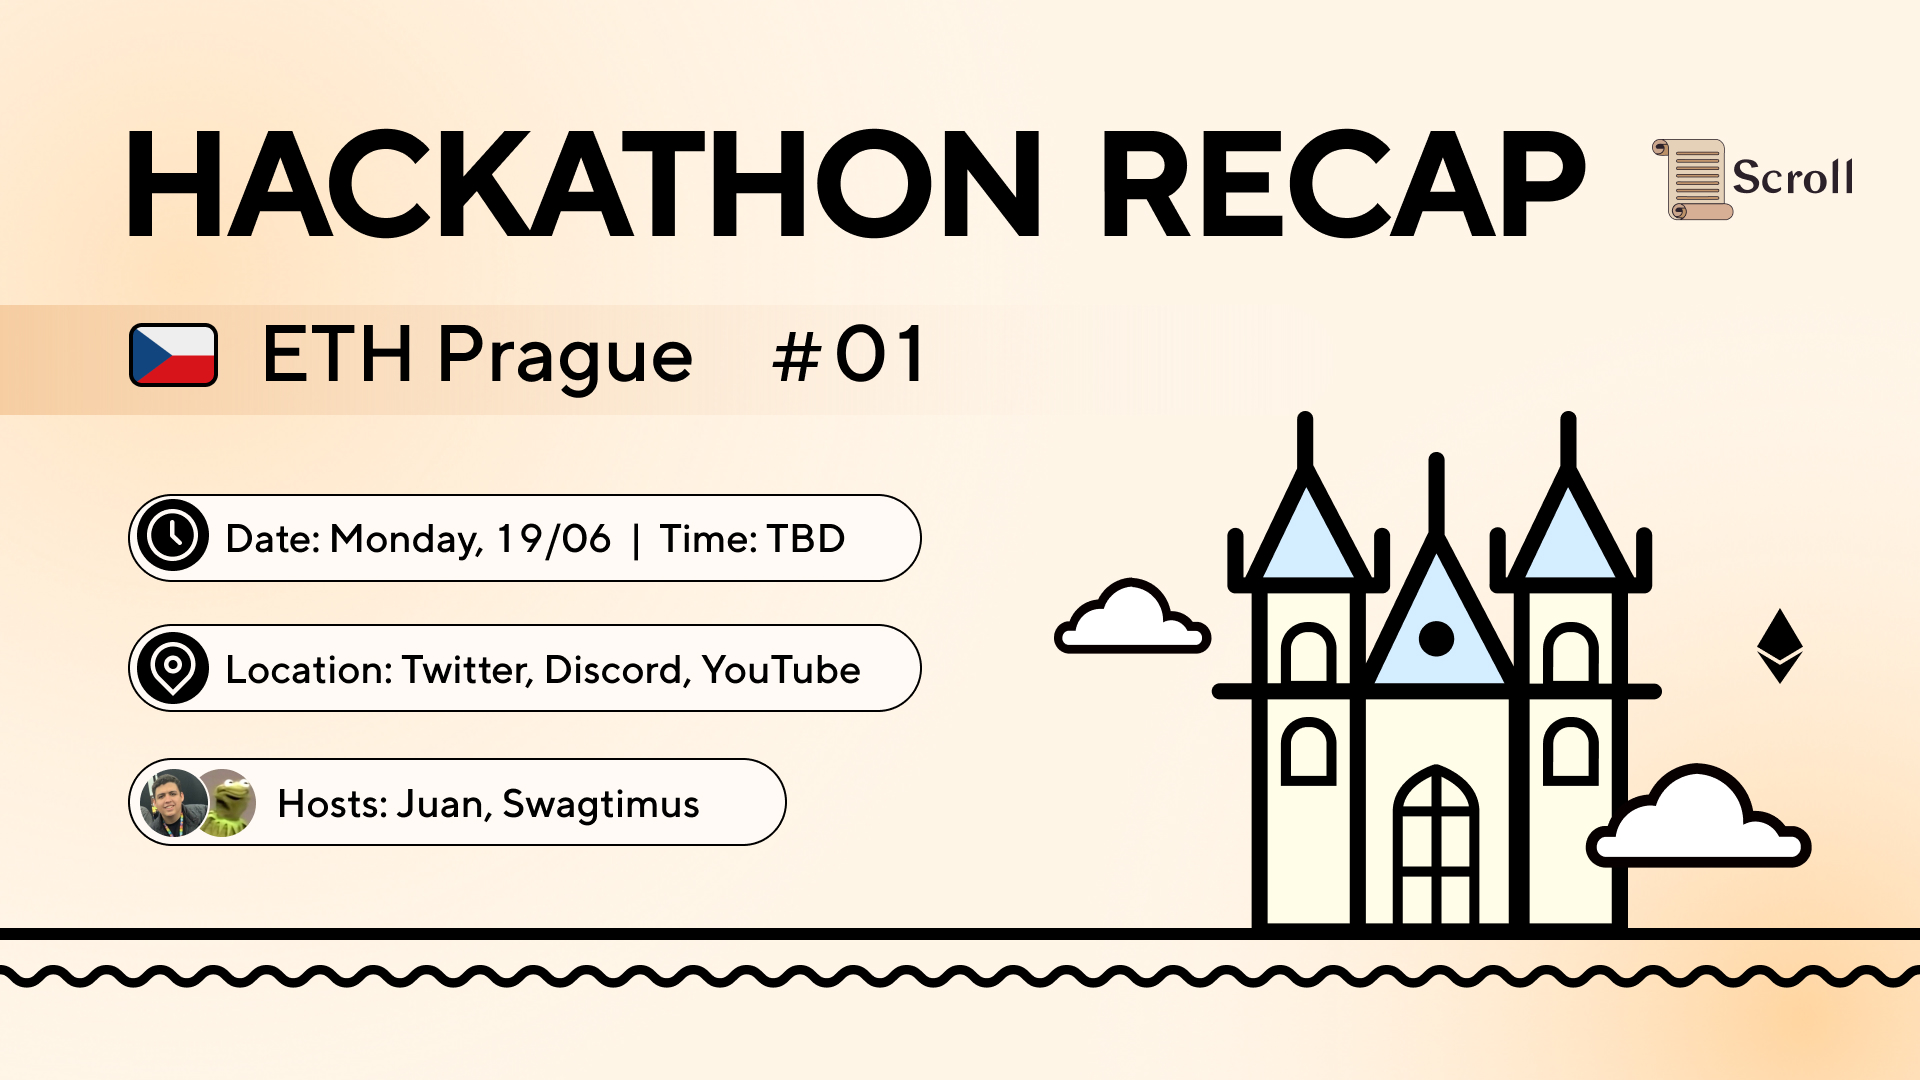 HACKATHON RECAP
Scroll
ETH Prague #01
Date: Monday, 19/06 | Time: TBD
Location: Twitter, Discord, YouTube
Hosts: Juan, Swagtimus